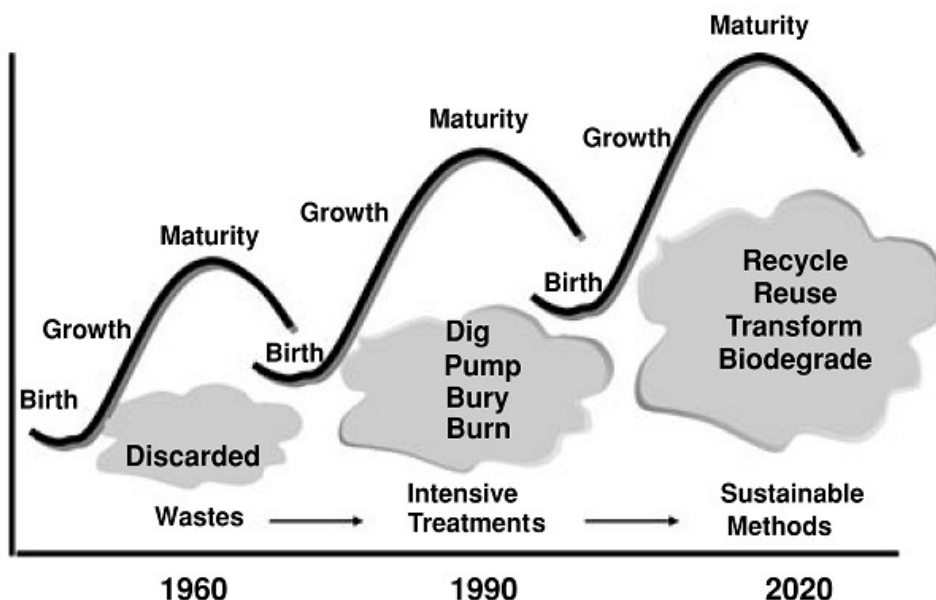 Maturity
Growth
Birth
Discarded
Wastes
1960
Maturity
Growth
Birth
Dig
Pump
Bury
Burn
Intensive
Treatments
1990
Maturity
Growth
Birth
Recycle
Reuse
Transform
Biodegrade
Sustainable
Methods
2020